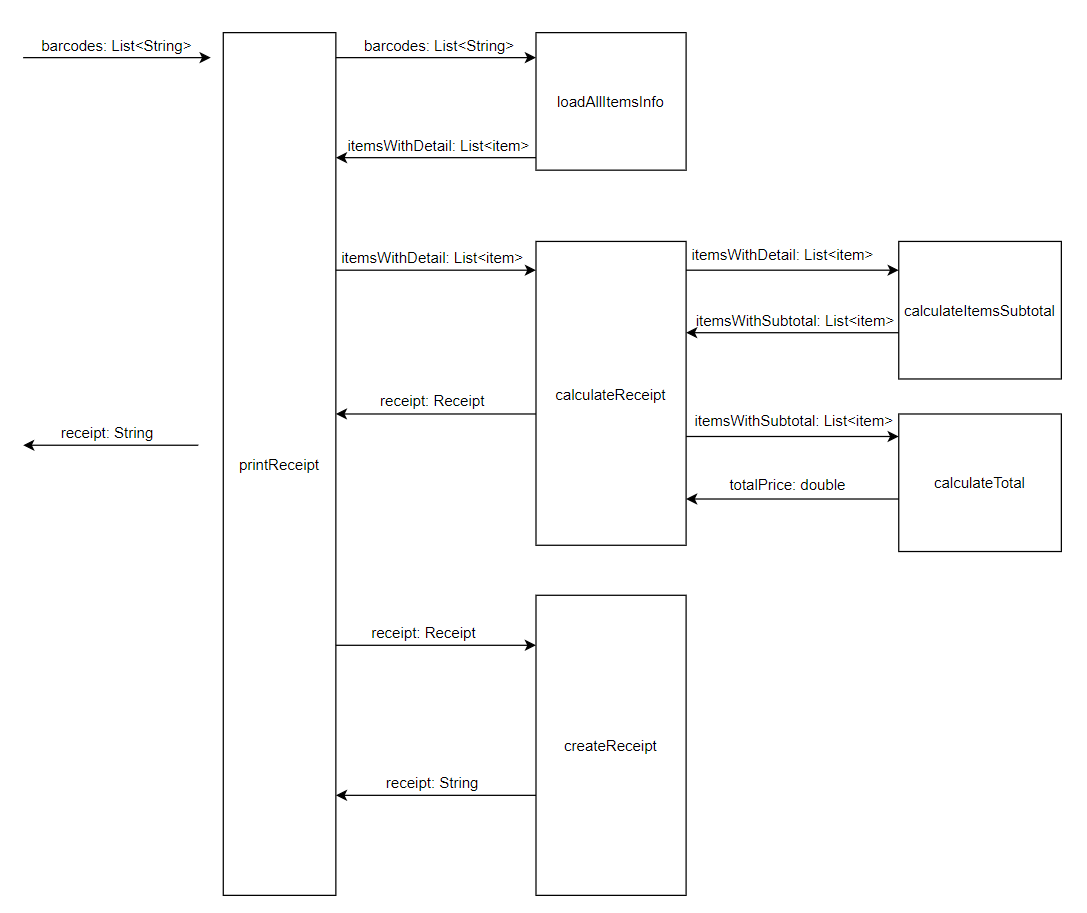 barcodes: List<String>
barcodes: List<String>
loadAllItemsInfo
itemsWithDetail: List<item>
itemsWithDetail: List<item>
itemsWithDetail: List<item>
calculateItemsSubtotal
itemsWithSubtotal: List<item>
calculateReceipt
receipt: Receipt
itemsWithSubtotal: List<item>
receipt: String
printReceipt
calculateTotal
totalPrice: double
receipt: Receipt
createReceipt
receipt: String